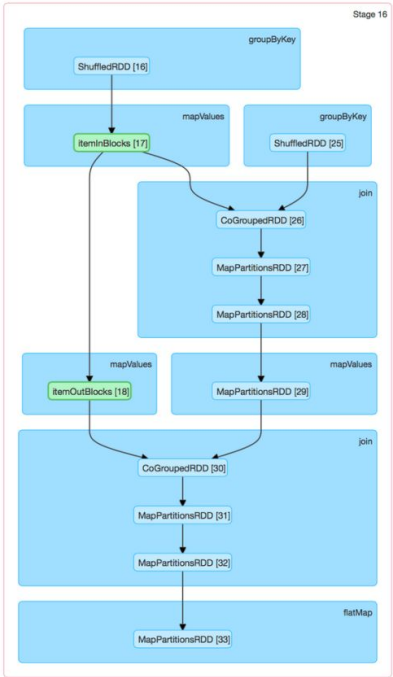 Stage 16
groupByKey
ShuffledRDD [16]
mapValues
groupByKey
itemInBlocks [17]
ShuffledRDD [25]
join
CoGroupedRDD [26]
MapPartitionsRDD [27]
MapPartitionsRDD [28]
mapValues
mapValues
itemOutBlocks [18]
MapPartitionsRDD [29]
join
CoGroupedRDD [30]
MapPartitionsRDD [31]
MapPartitionsRDD [32]
flatMap
MapPartitionsRDD [33]